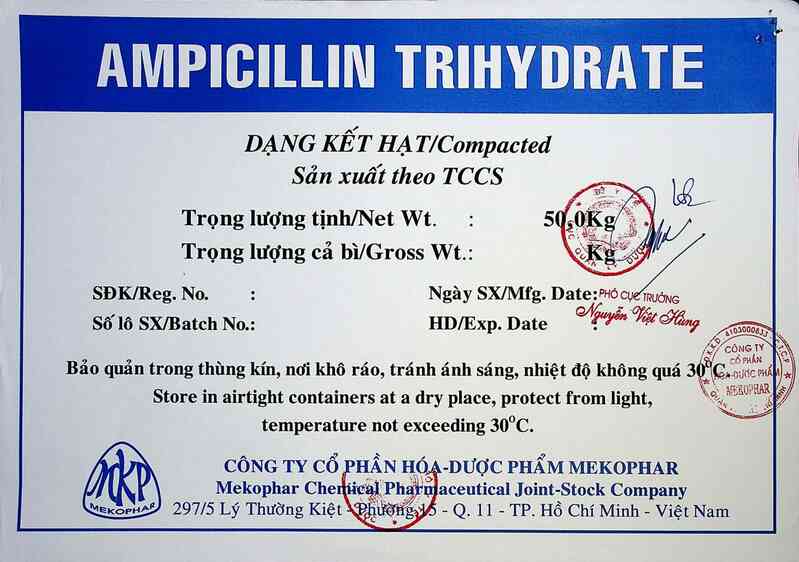 AMPICILLIN TRIHYDRATE
DẠNG KẾT HẠT/Compacted
Sản xuất theo TCCS
Trọng lượng tịnh/Net Wt. : 50,0Kg
Trọng lượng cả bì/Gross Wt.: Kg
SĐK/Reg. No. : Ngày SX/Mfg. Date:
PHÓ CỤC TRƯỞNG
Số lô SX/Batch No.: HD/Exp. Date :
Nguyễn Việt Hùng
Bảo quản trong thùng kín, nơi khô ráo, tránh ánh sáng, nhiệt độ không quá 30°C.
Store in airtight containers at a dry place, protect from light,
temperature not exceeding 30°C.
CÔNG TY
CỔ PHẦN
HÓA-DƯỢC PHẨM
MEKOPHAR
MKP
MEKOPHAR
CÔNG TY CỔ PHẦN HÓA-DƯỢC PHẨM MEKOPHAR
Mekophar Chemical Pharmaceutical Joint-Stock Company
297/5 Lý Thường Kiệt - Phường 15 - Q. 11 - TP. Hồ Chí Minh - Việt Nam